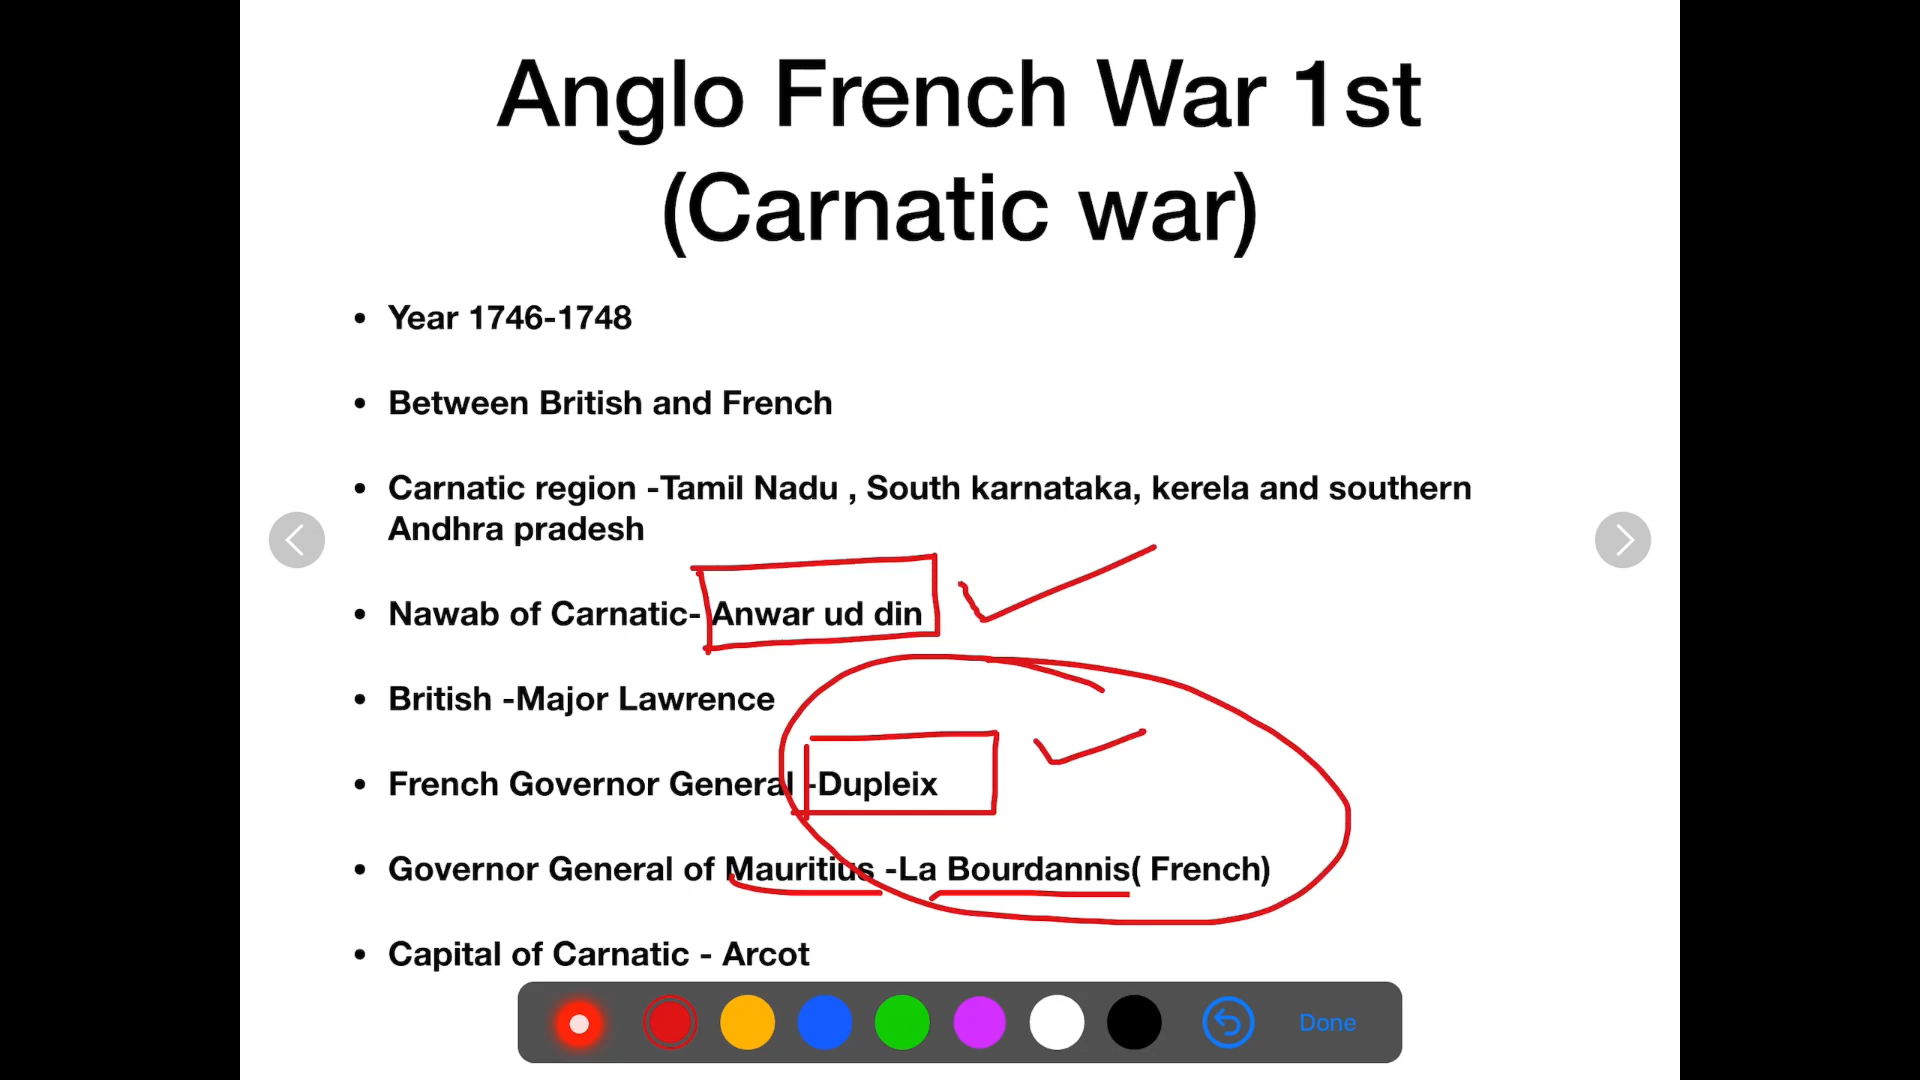 Anglo French War 1st
(Carnatic war)
• Year 1746-1748
• Between British and French
• Carnatic region -Tamil Nadu , South karnataka, kerela and southern
Andhra pradesh
• Nawab of Carnatic- Anwar ud din
• British -Major Lawrence
• French Governor General -Dupleix
• Governor General of Mauritius -La Bourdannis( French)
• Capital of Carnatic - Arcot
Done